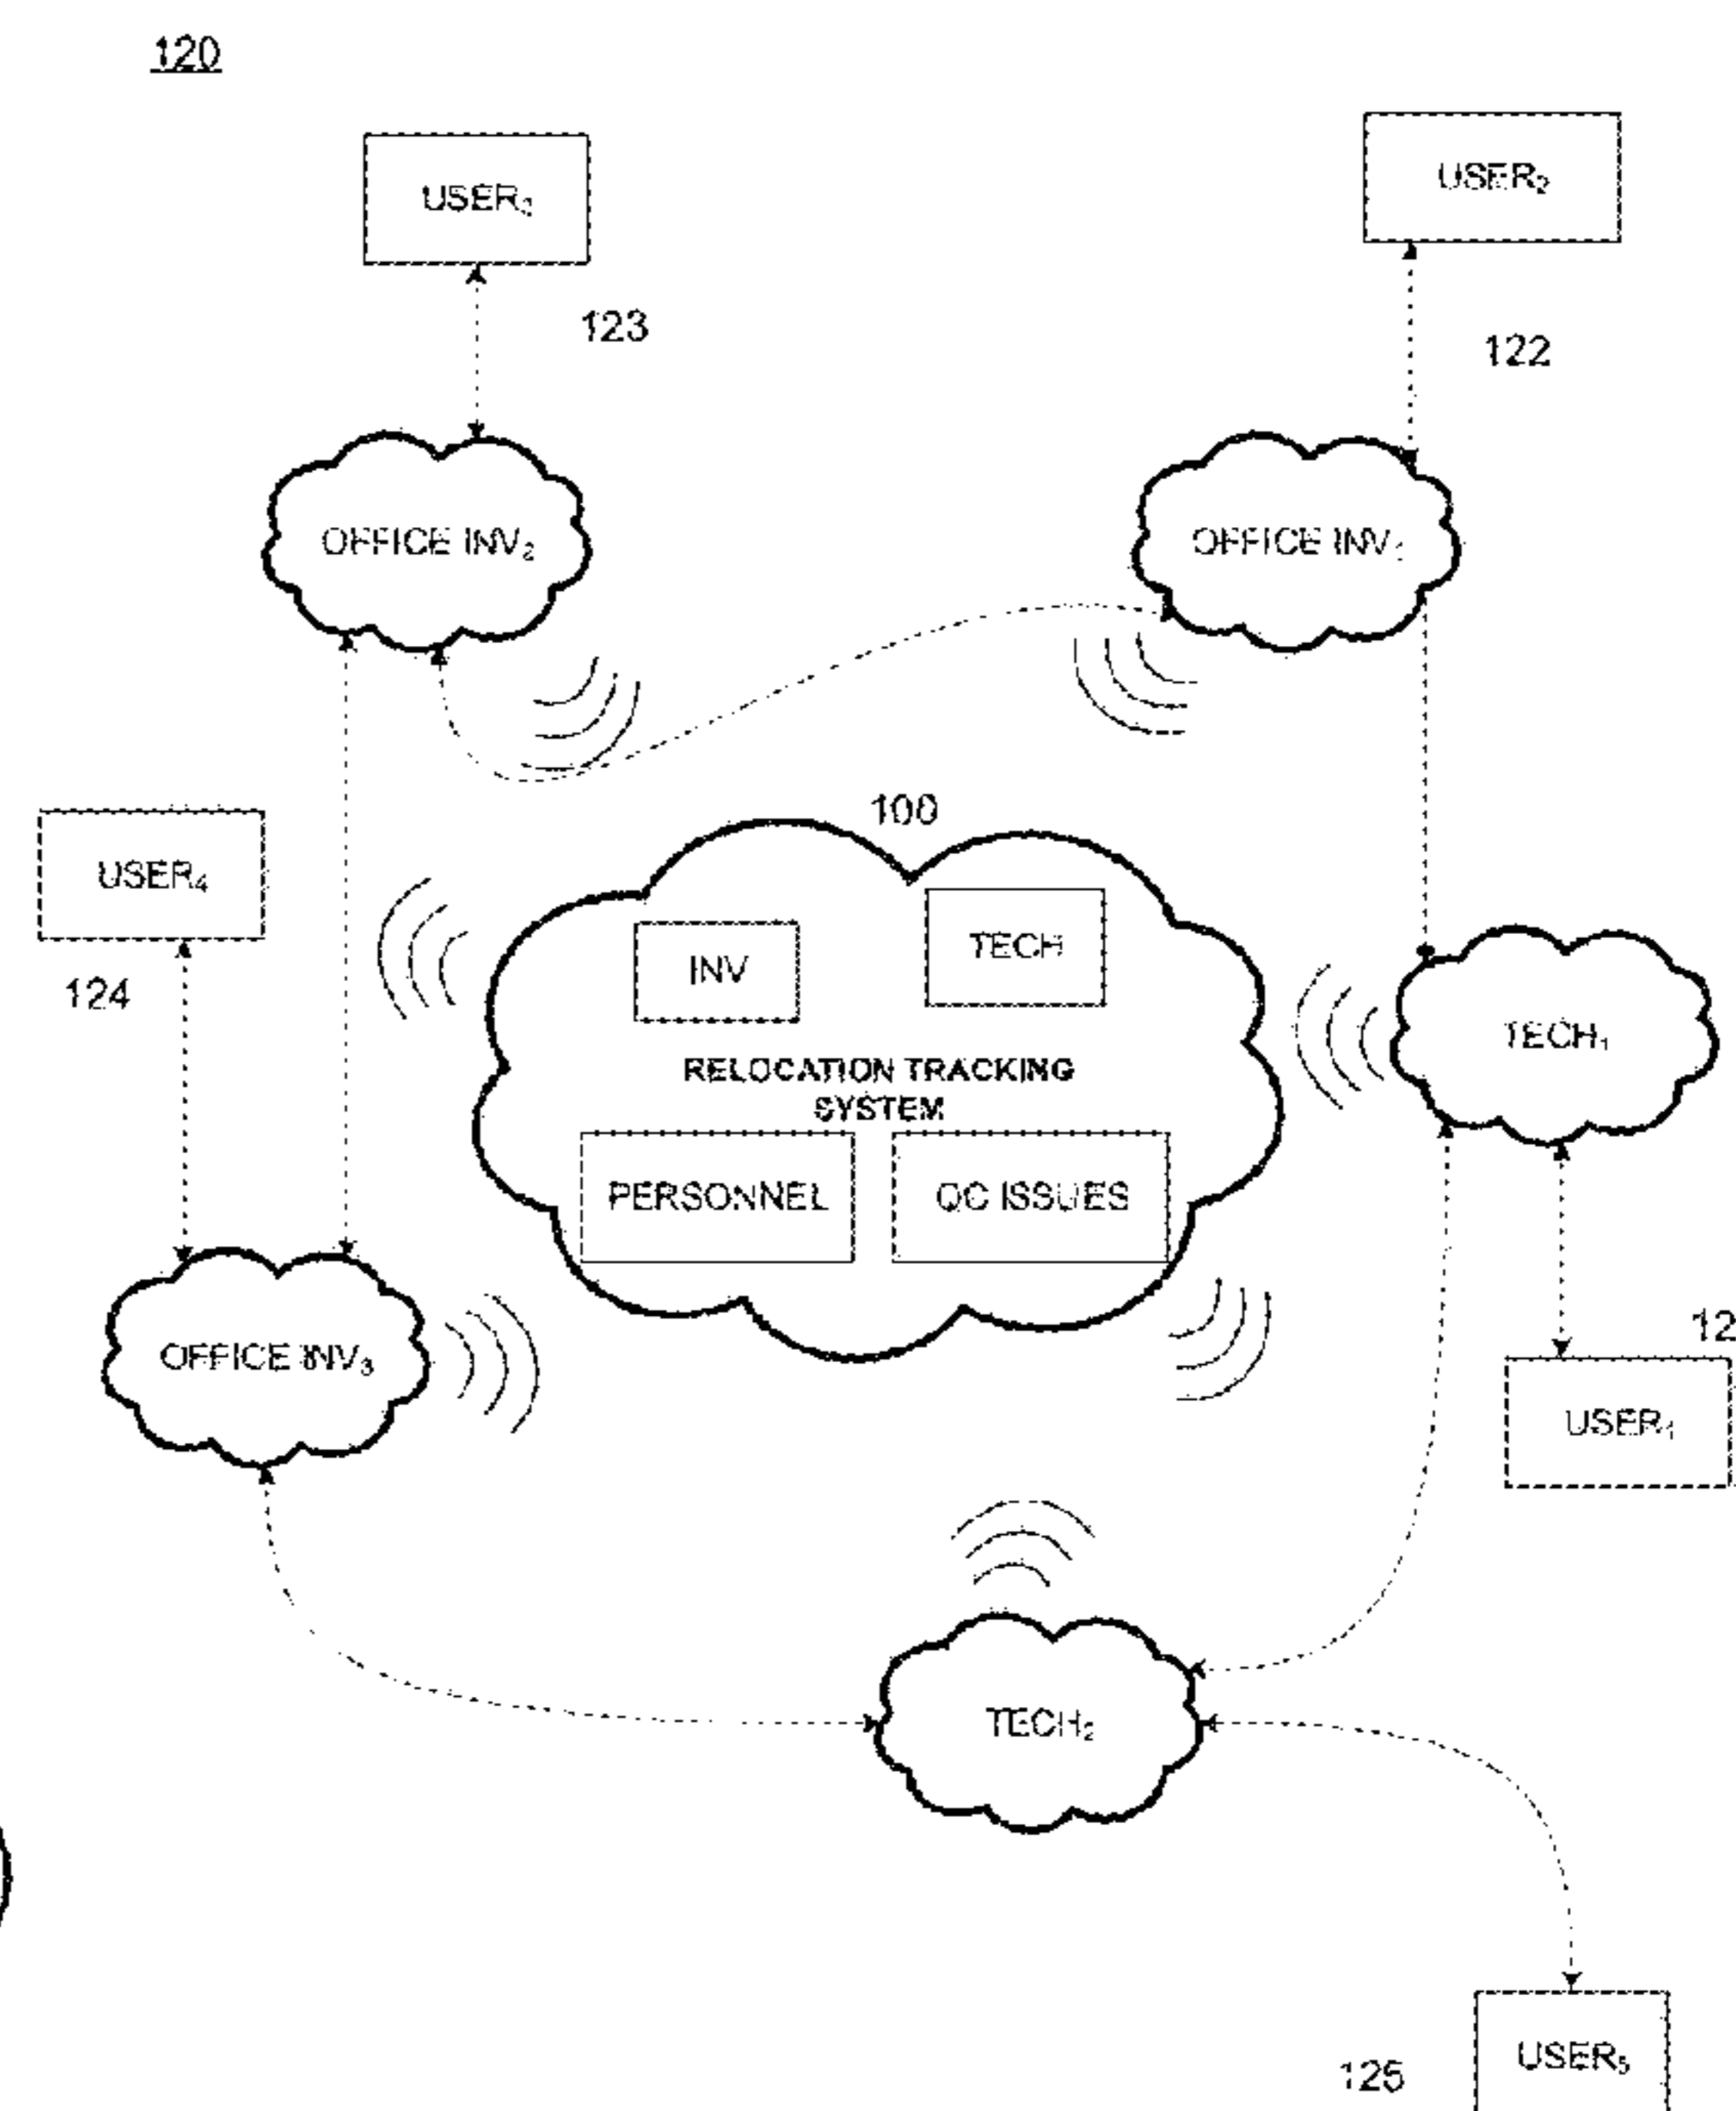 120
USER₃
USER₂
123
122
OFFICE INV₂
OFFICE INV₁
100
USER₄
INV
TECH
124
RELOCATION TRACKING
SYSTEM
TECH₁
PERSONNEL
QC ISSUES
12
OFFICE INV₃
USER₁
TECH₂
USER₅
125